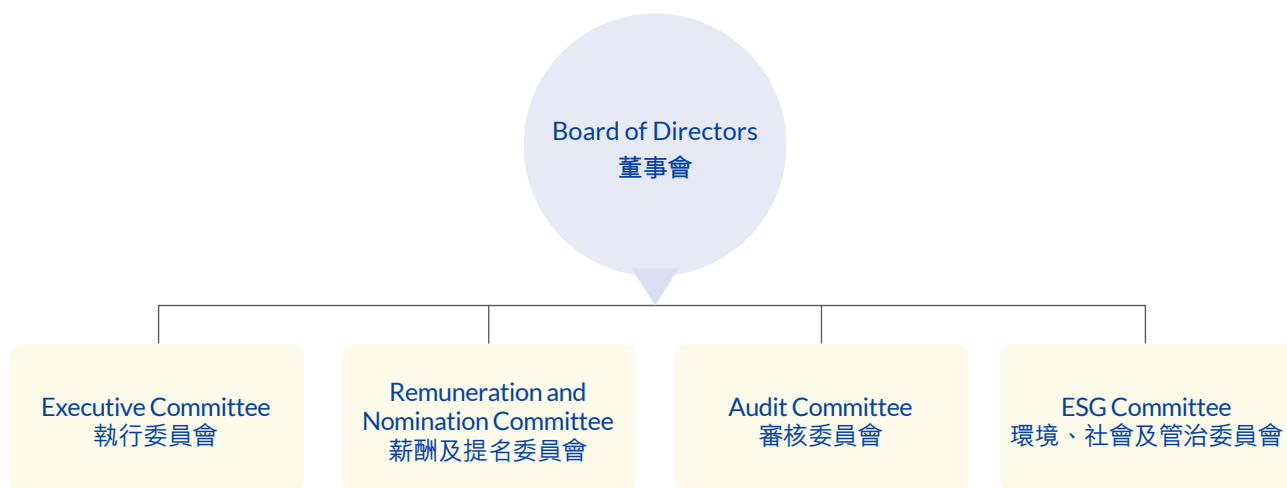 Board of Directors
董事會
Executive Committee
執行委員會
Remuneration and
Nomination Committee
薪酬及提名委員會
Audit Committee
審核委員會
ESG Committee
環境、社會及管治委員會